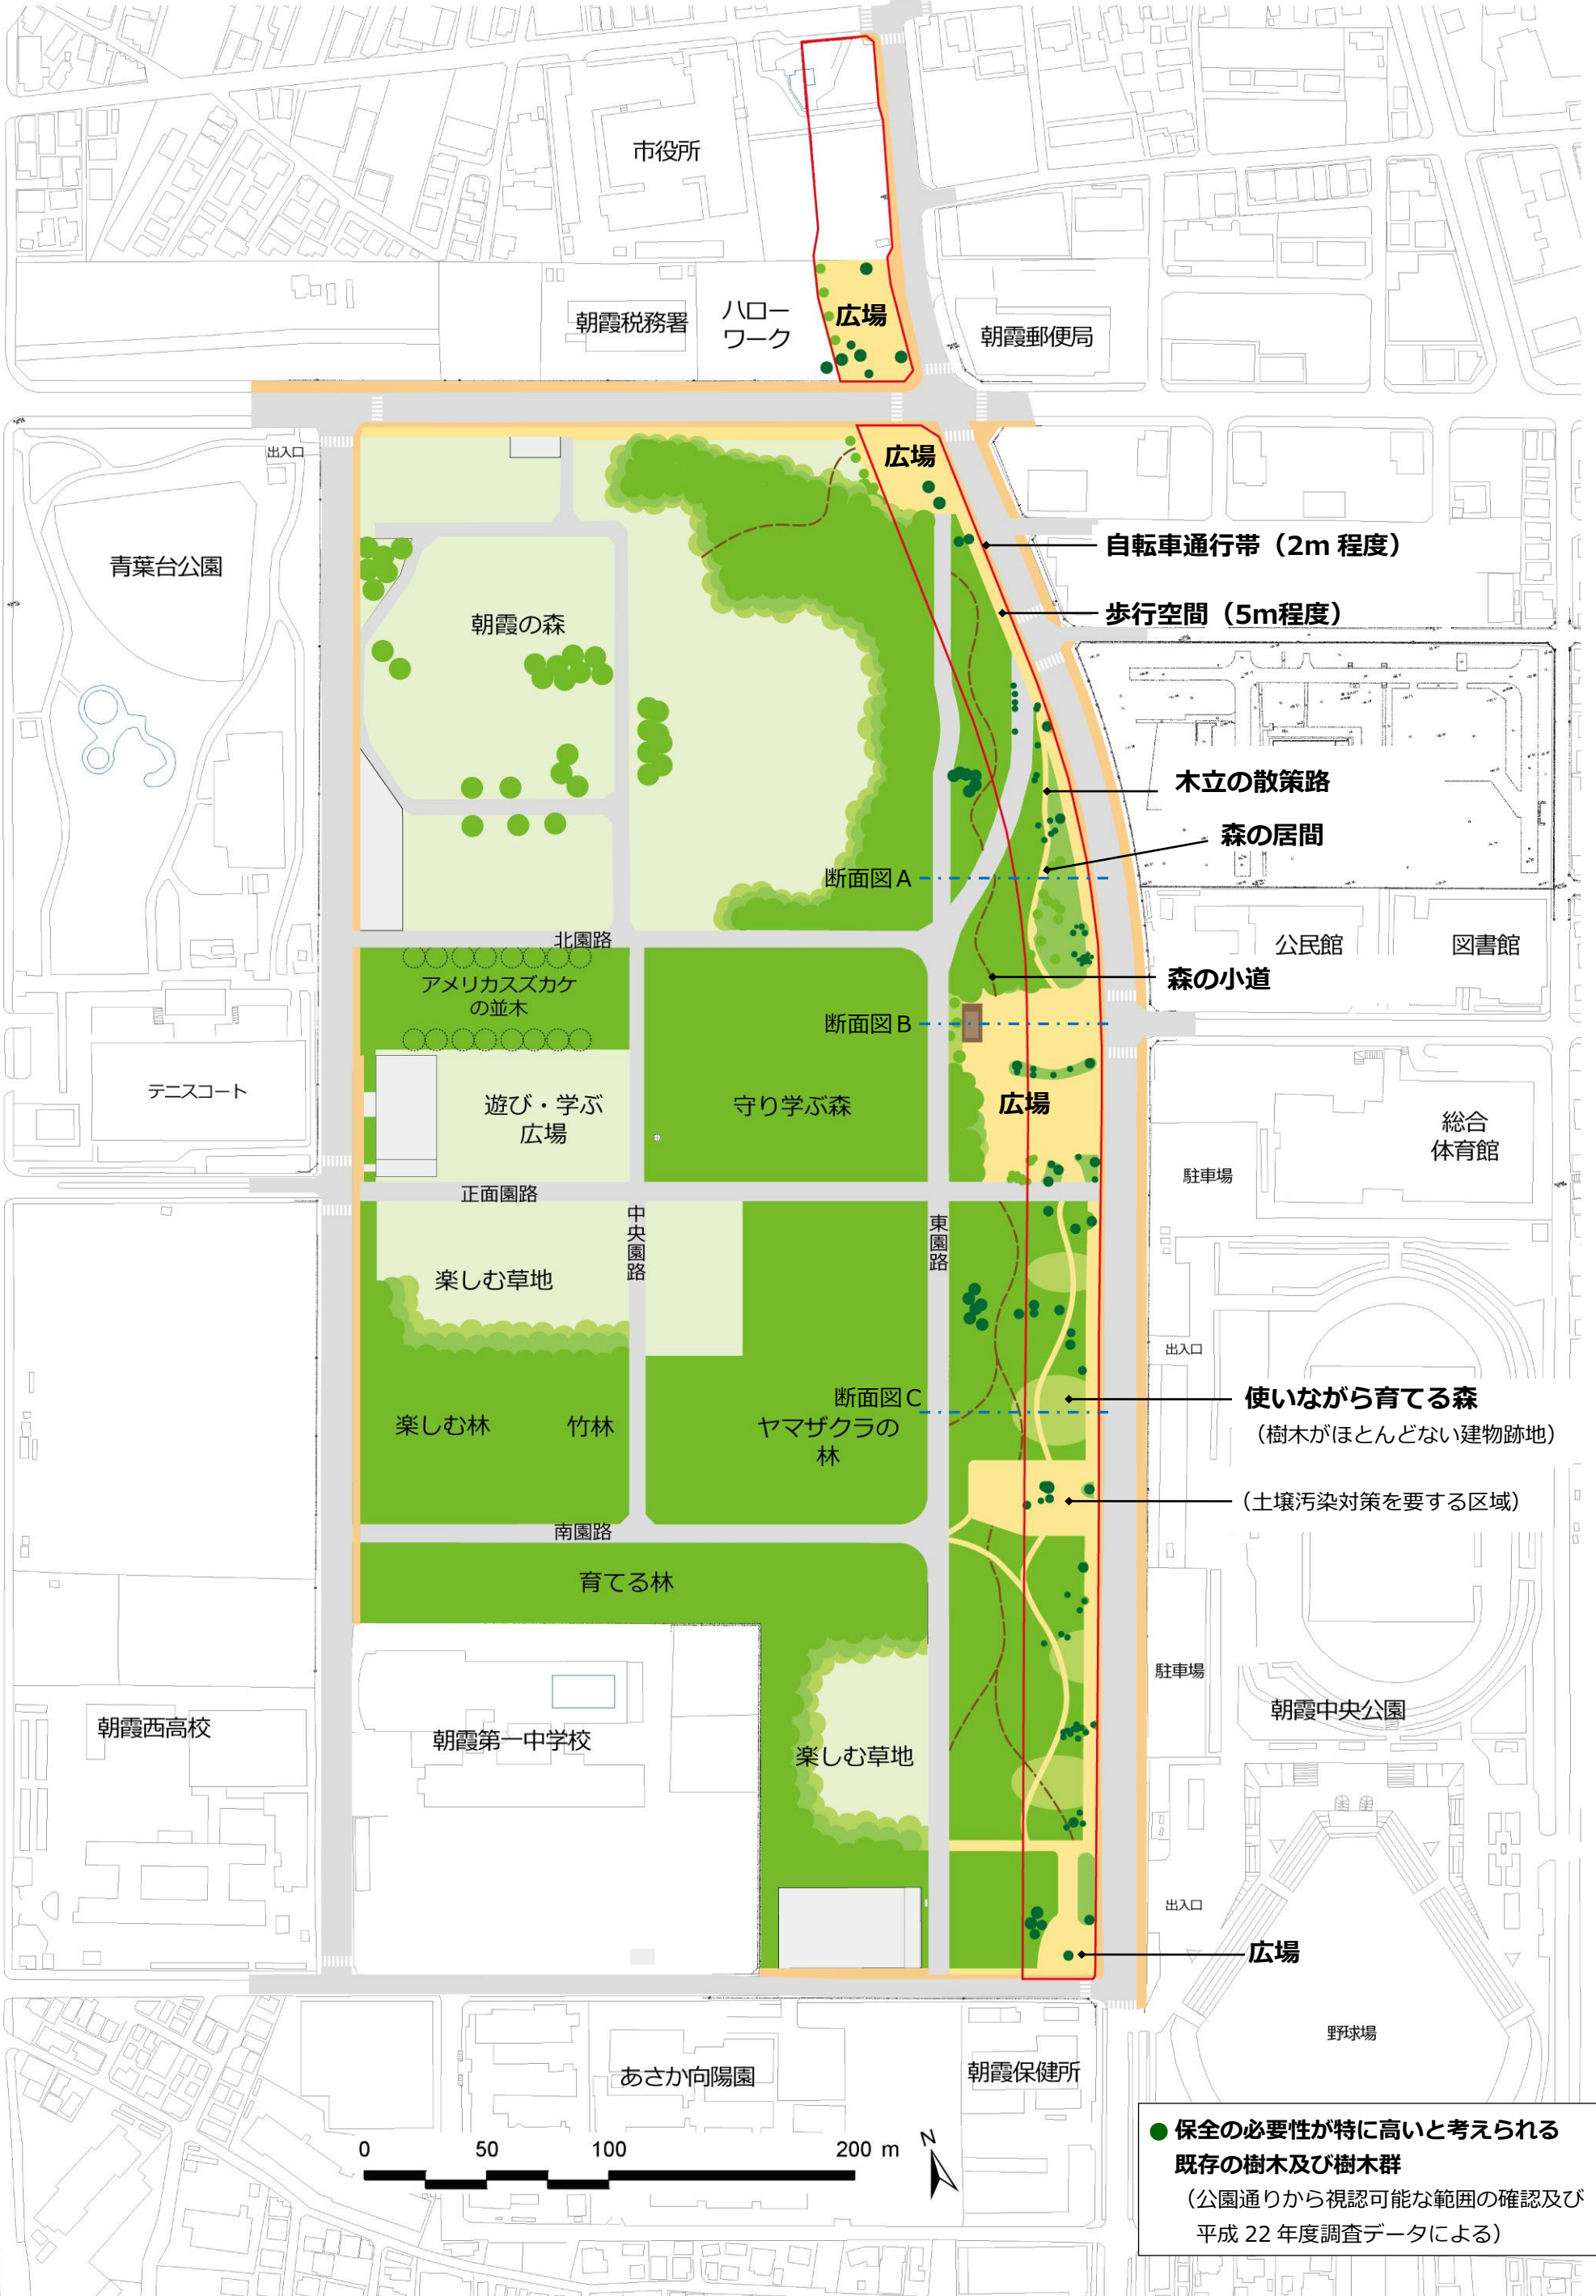 市役所
朝霞税務署
ハロー
ワーク
広場
朝霞郵便局
出入口
広場
自転車通行帯（2m 程度）
青葉台公園
歩行空間（5m程度）
朝霞の森
木立の散策路
森の居間
断面図A
北園路
公民館
図書館
アメリカスズカケ
の並木
森の小道
断面図B
テニスコート
遊び・学ぶ
広場
守り学ぶ森
広場
総合
体育館
駐車場
正面園路
中央園路
東園路
楽しむ草地
出入口
断面図C
使いながら育てる森
（樹木がほとんどない建物跡地）
楽しむ林
竹林
ヤマザクラの
林
（土壌汚染対策を要する区域）
南園路
育てる林
駐車場
朝霞中央公園
朝霞西高校
朝霞第一中学校
楽しむ草地
出入口
広場
野球場
あさか向陽園
朝霞保健所
0 50 100 200 m
N
保全の必要性が特に高いと考えられる
既存の樹木及び樹木群
（公園通りから視認可能な範囲の確認及び
平成 22 年度調査データによる）